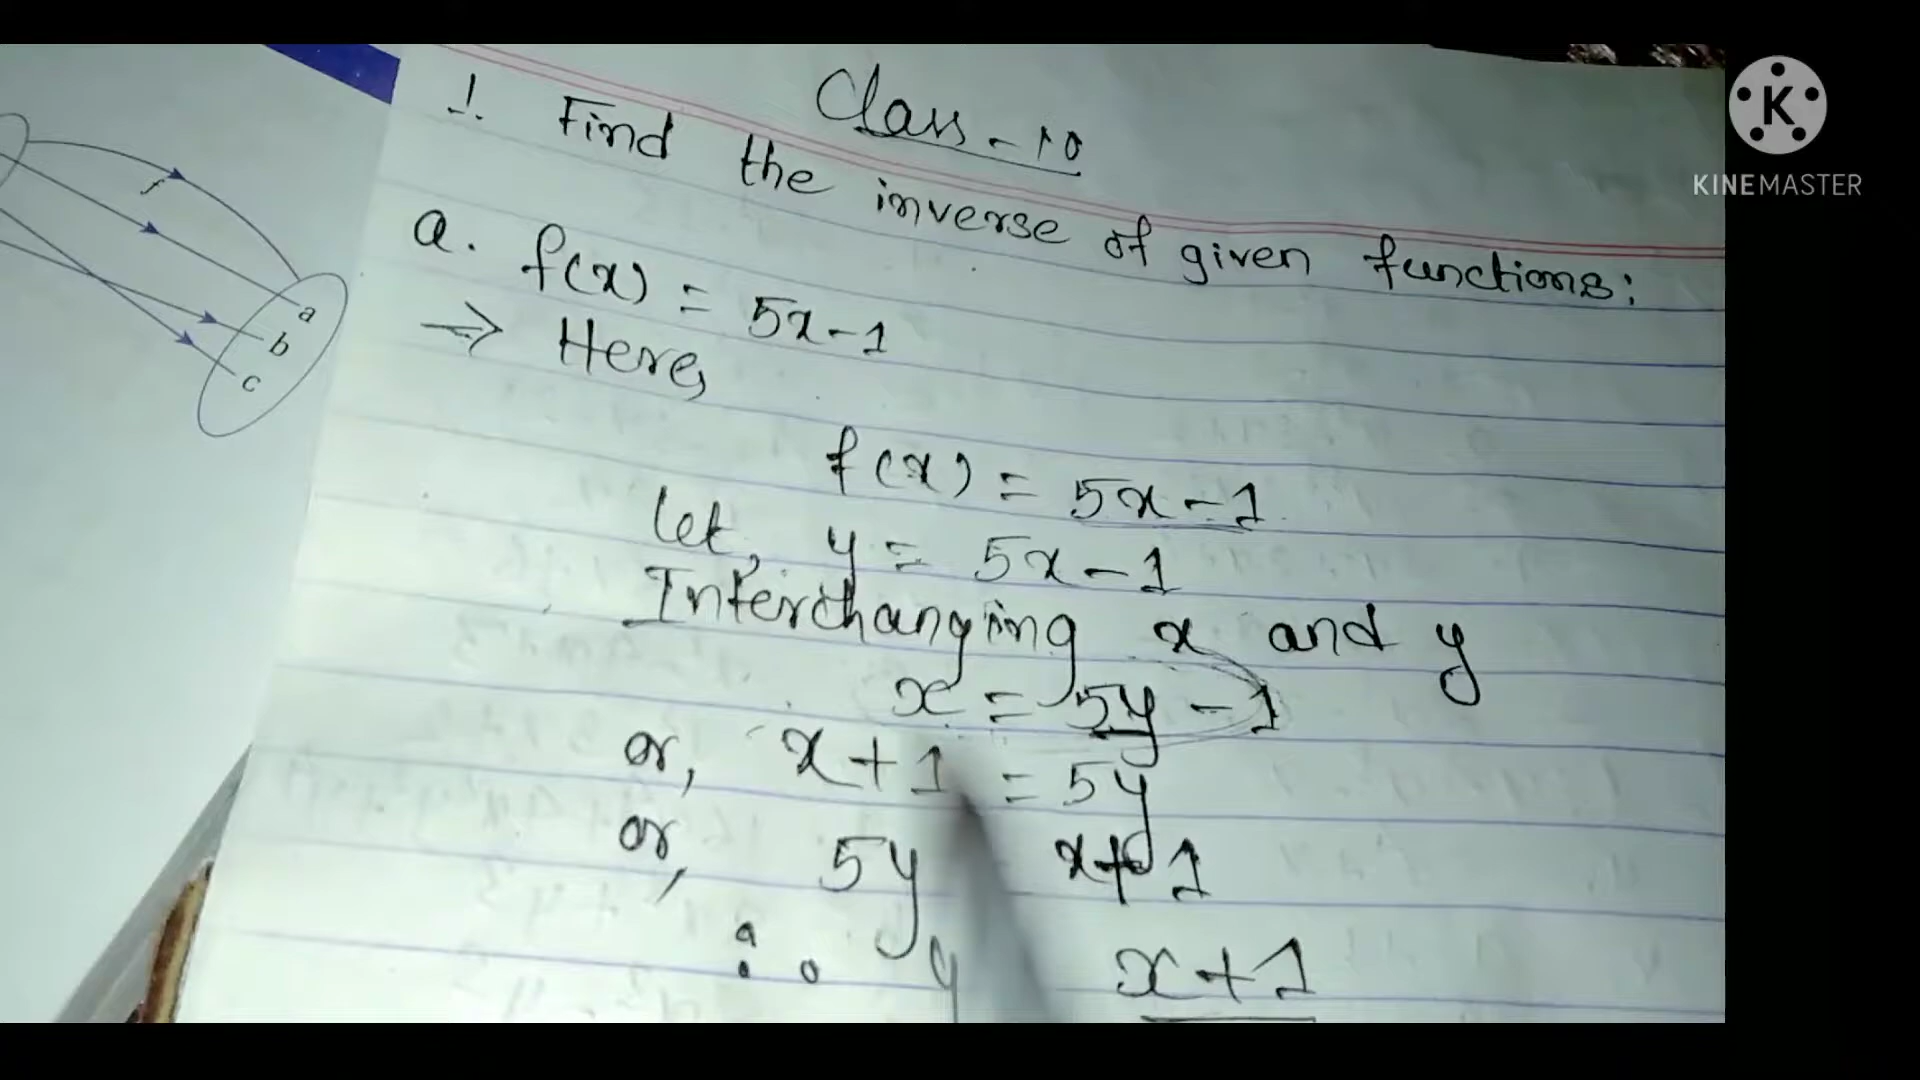 Class - 10
1. Find the inverse of given functions:
a. f(x) = 5x-1
⇒ Here,
f(x) = 5x-1
let, y = 5x-1
Interchanging x and y
x = 5y-1
or, x+1 = 5y
or, 5y x+1
∴ y x+1
f
a
b
c
K
KINEMASTER